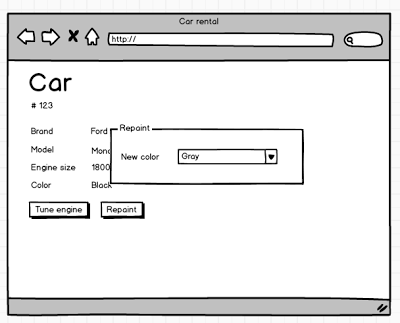 Car rental
http://
Car
# 123
Brand Ford
Repaint
Model
New color Gray
Engine size 1800
Color Black
Tune engine Repaint